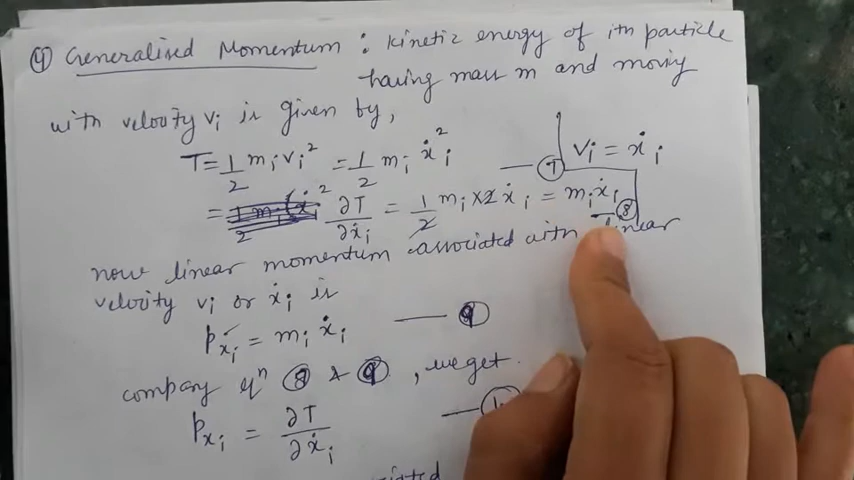 ④ Generalised Momentum : kinetic energy of ith particle
having mass m and moving
with velocity vi is given by,
T = 1/2 mi vi² = 1/2 mi ẋi² — ⑦ Vi = ẋi
= ∂T/∂ẋi = 1/2 mi × 2 ẋi = mi ẋi — ⑧
now linear momentum associated with linear
velocity vi or ẋi is
pxi = mi ẋi — ⑨
company eqn ⑧ & ⑨, we get.
pxi = ∂T/∂ẋi —